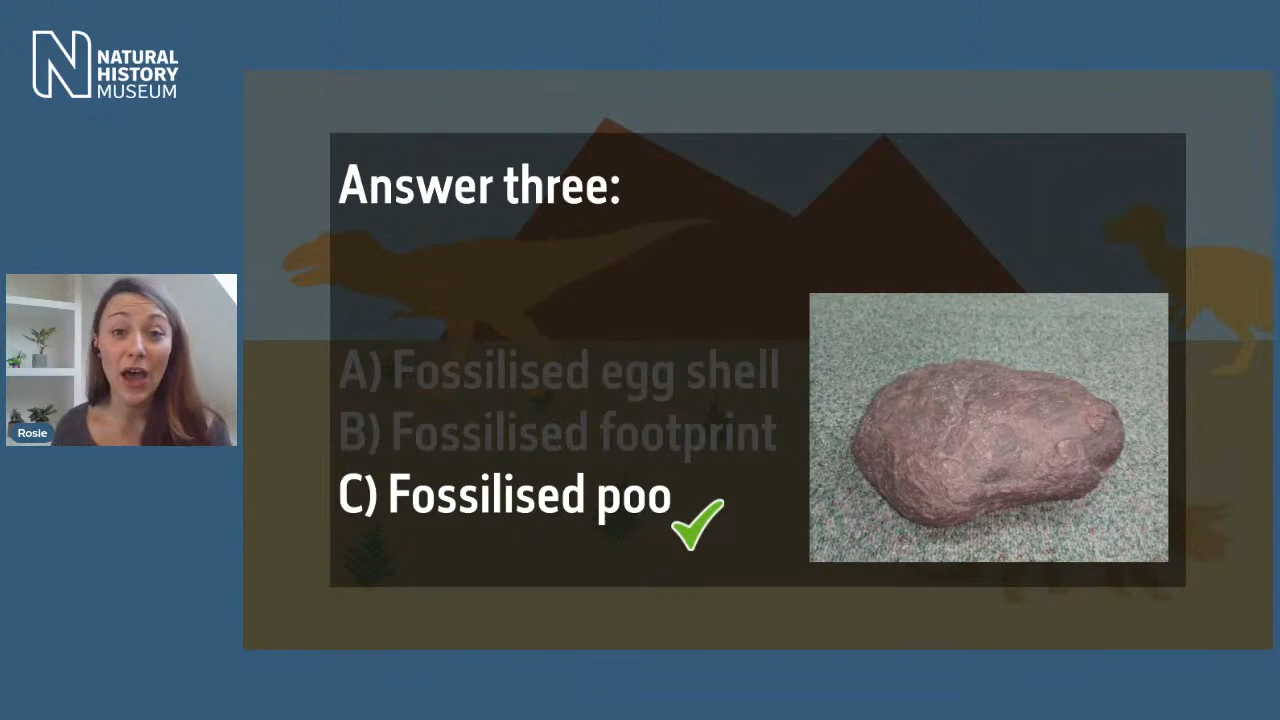 NATURAL
HISTORY
MUSEUM
Answer three:
A) Fossilised egg shell
B) Fossilised footprint
C) Fossilised poo
Rosie